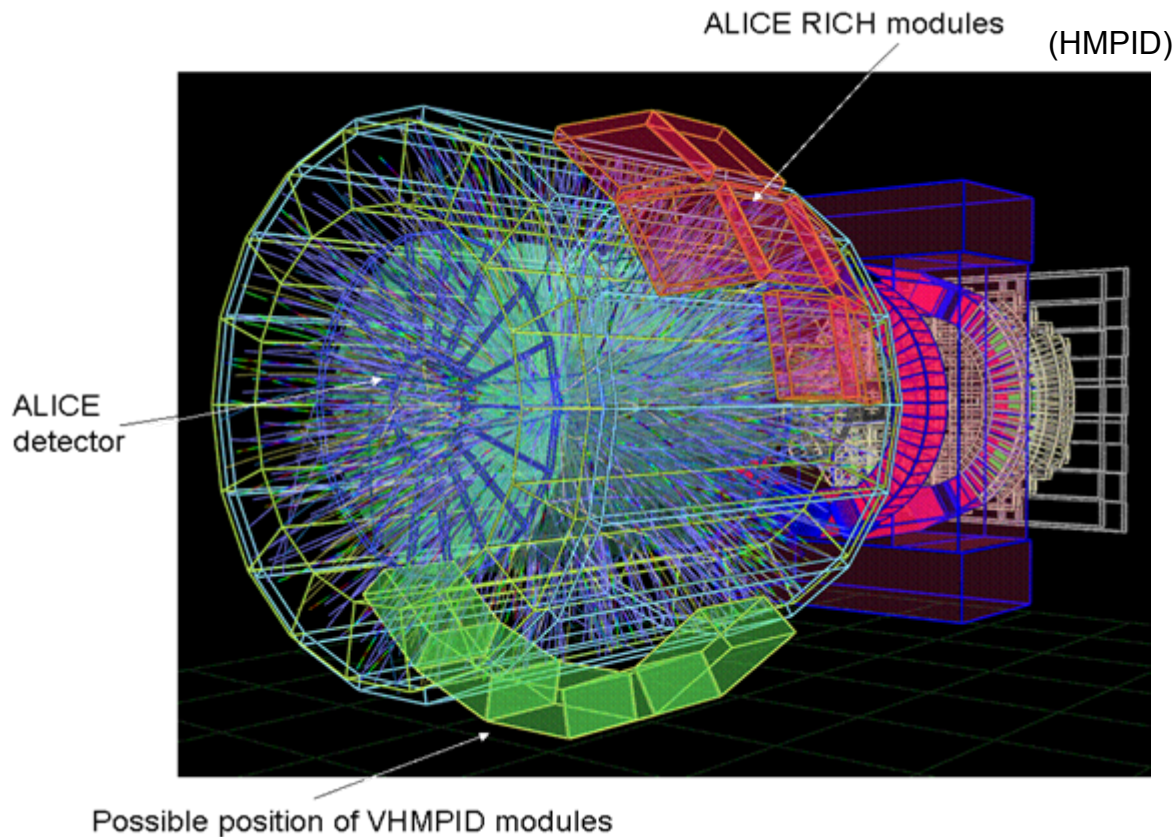 ALICE RICH modules
(HMPID)
ALICE
detector
Possible position of VHMPID modules